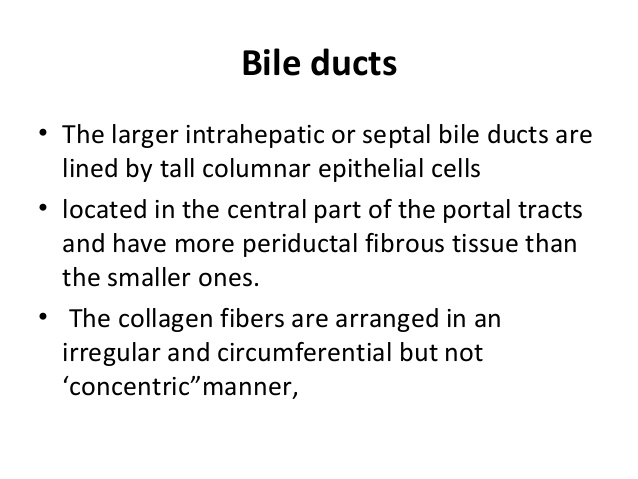 Bile ducts
• The larger intrahepatic or septal bile ducts are
lined by tall columnar epithelial cells
• located in the central part of the portal tracts
and have more periductal fibrous tissue than
the smaller ones.
• The collagen fibers are arranged in an
irregular and circumferential but not
‘concentric”manner,